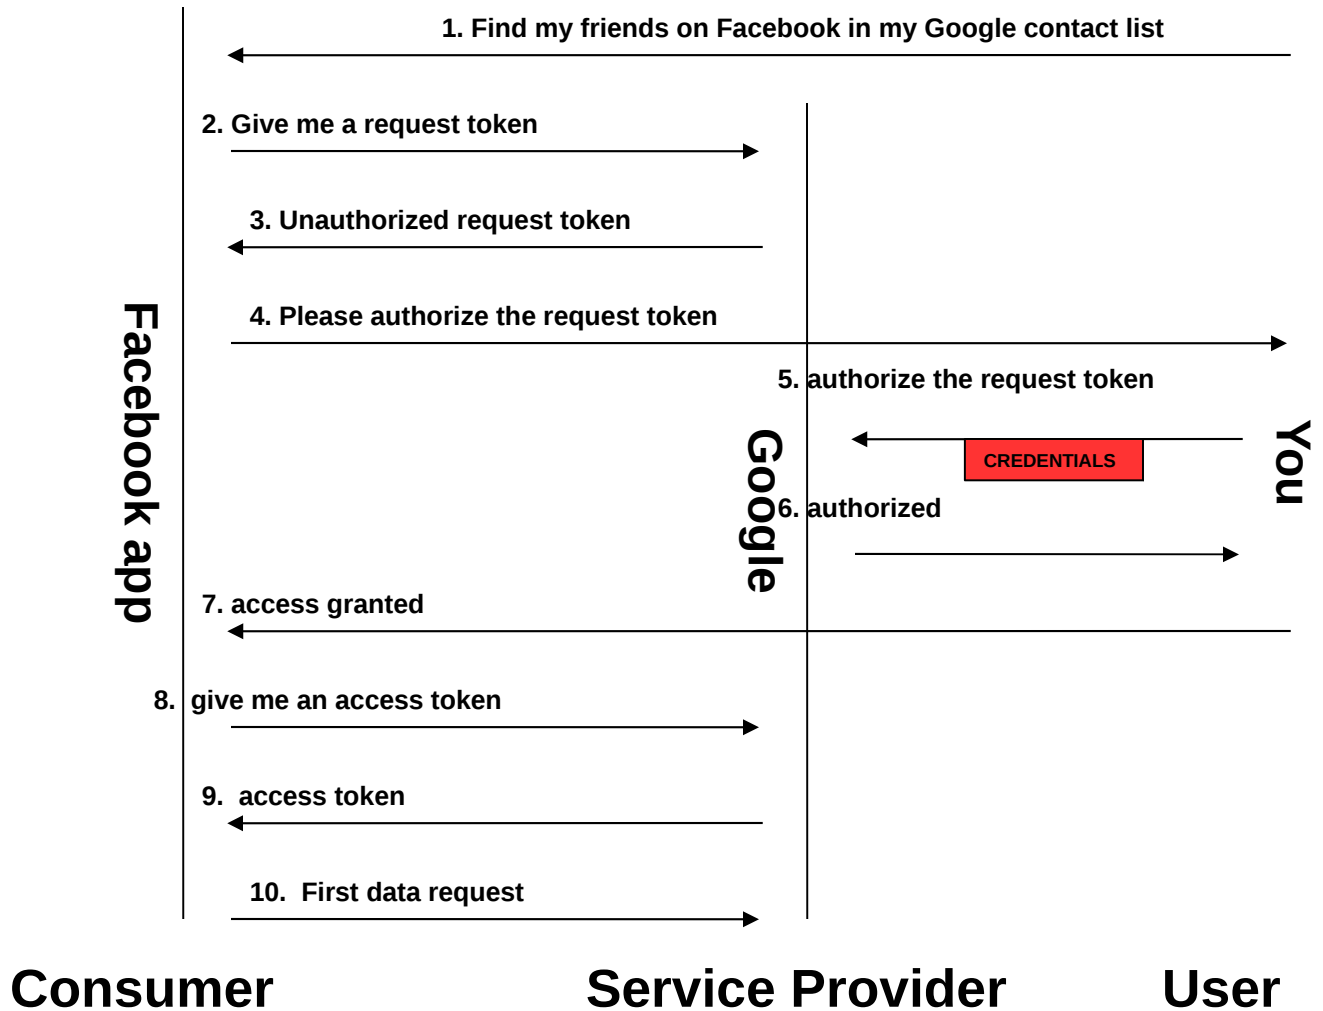 1. Find my friends on Facebook in my Google contact list
2. Give me a request token
3. Unauthorized request token
4. Please authorize the request token
5. authorize the request token
CREDENTIALS
6. authorized
7. access granted
8. give me an access token
9. access token
10. First data request
Facebook app
Google
You
Consumer
Service Provider
User